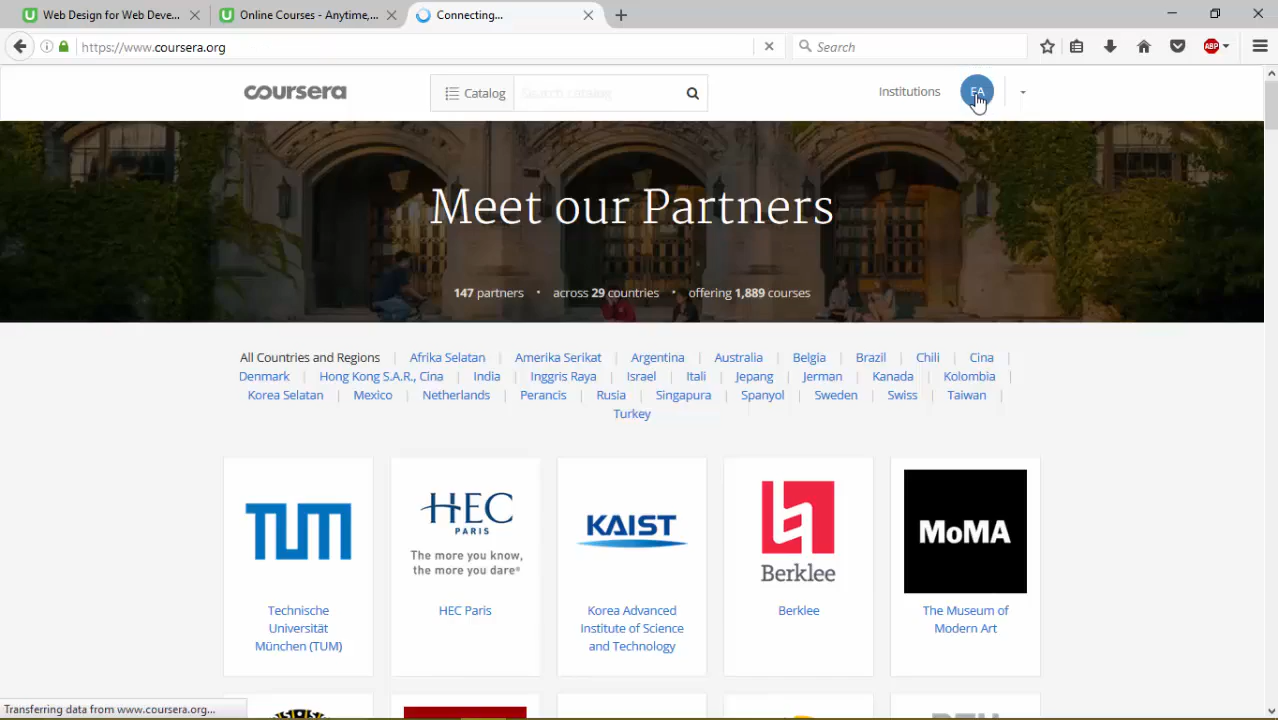 Web Design for Web Deve...
Online Courses - Anytime,...
Connecting...
https://www.coursera.org
Search
ABP
coursera
Catalog
Search catalog
Institutions
EA
Meet our Partners
147 partners • across 29 countries • offering 1,889 courses
All Countries and Regions | Afrika Selatan | Amerika Serikat | Argentina | Australia | Belgia | Brazil | Chili | Cina |
Denmark | Hong Kong S.A.R., Cina | India | Inggris Raya | Israel | Itali | Jepang | Jerman | Kanada | Kolombia |
Korea Selatan | Mexico | Netherlands | Perancis | Rusia | Singapura | Spanyol | Sweden | Swiss | Taiwan |
Turkey
TUM
HEC
PARIS
The more you know,
the more you dare®
KAIST
Berklee
MoMA
Technische
Universität
München (TUM)
HEC Paris
Korea Advanced
Institute of Science
and Technology
Berklee
The Museum of
Modern Art
Transferring data from www.coursera.org...